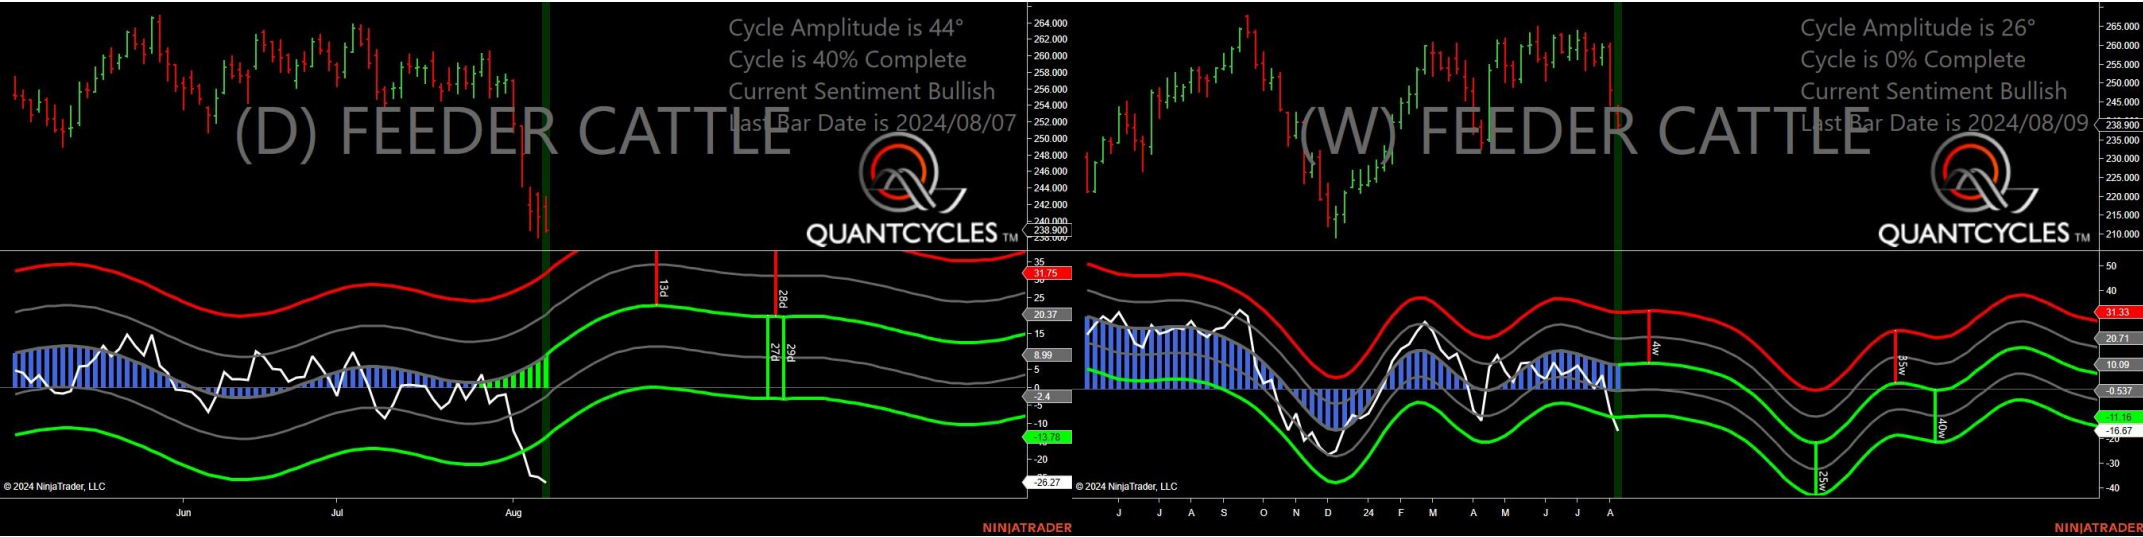 Cycle Amplitude is 44°
Cycle is 40% Complete
Current Sentiment Bullish
Last Bar Date is 2024/08/07
(D) FEEDER CATTLE
QUANTCYCLES TM
264.000
262.000
260.000
258.000
256.000
254.000
252.000
250.000
248.000
246.000
244.000
242.000
240.000
238.900
238.000
35
31.75
30
25
20.37
15
8.99
5
0
-2.4
-5
-10
-13.78
-20
-26.27
13d
28d
27d
29d
© 2024 NinjaTrader, LLC
Jun
Jul
Aug
NINJATRADER
Cycle Amplitude is 26°
Cycle is 0% Complete
Current Sentiment Bullish
Last Bar Date is 2024/08/09
(W) FEEDER CATTLE
QUANTCYCLES TM
265.000
260.000
255.000
250.000
245.000
238.900
235.000
230.000
225.000
220.000
215.000
210.000
50
40
31.33
20.71
10.09
-0.537
-11.16
-16.67
-20
-30
-40
4w
25w
35w
40w
© 2024 NinjaTrader, LLC
J
J
A
S
O
N
D
24
F
M
A
M
J
J
A
NINJATRADER